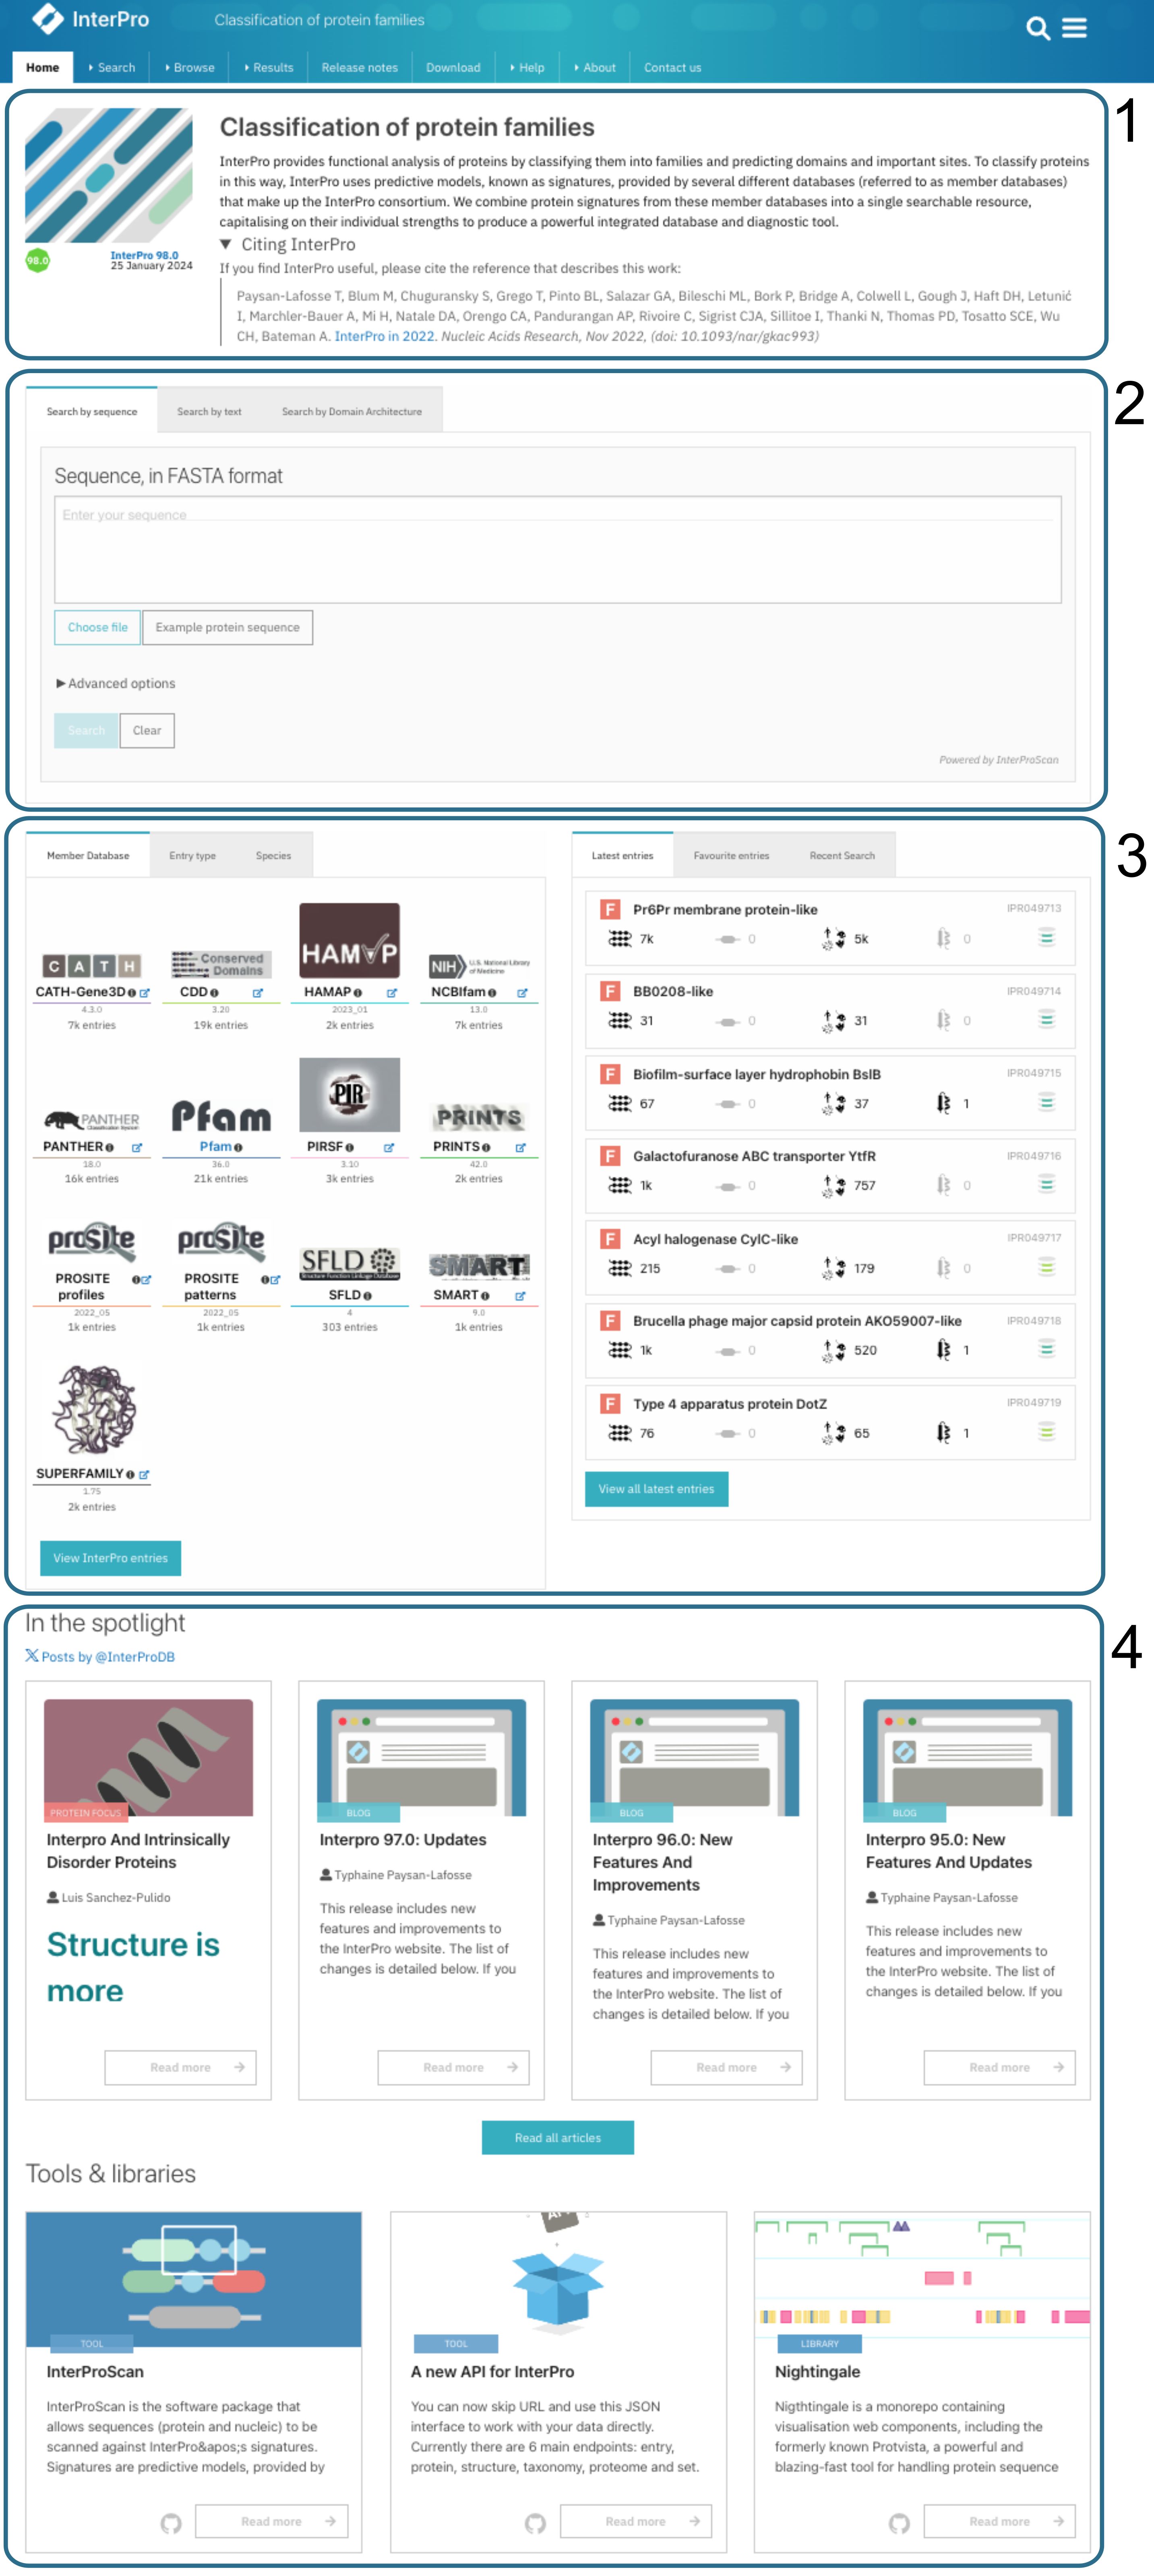 InterPro
Classification of protein families
Home
Search
Browse
Results
Release notes
Download
Help
About
Contact us
1
Classification of protein families
InterPro provides functional analysis of proteins by classifying them into families and predicting domains and important sites. To classify proteins
in this way, InterPro uses predictive models, known as signatures, provided by several different databases (referred to as member databases)
that make up the InterPro consortium. We combine protein signatures from these member databases into a single searchable resource,
capitalising on their individual strengths to produce a powerful integrated database and diagnostic tool.
98.0
InterPro 98.0
25 January 2024
▼ Citing InterPro
If you find InterPro useful, please cite the reference that describes this work:
Paysan-Lafosse T, Blum M, Chuguransky S, Grego T, Pinto BL, Salazar GA, Bileschi ML, Bork P, Bridge A, Colwell L, Gough J, Haft DH, Letunić
I, Marchler-Bauer A, Mi H, Natale DA, Orengo CA, Pandurangan AP, Rivoire C, Sigrist CJA, Sillitoe I, Thanki N, Thomas PD, Tosatto SCE, Wu
CH, Bateman A. InterPro in 2022. Nucleic Acids Research, Nov 2022, (doi: 10.1093/nar/gkac993)
2
Search by sequence
Search by text
Search by Domain Architecture
Sequence, in FASTA format
Enter your sequence
Choose file
Example protein sequence
▶ Advanced options
Search
Clear
Powered by InterProScan
3
Member Database
Entry type
Species
CATH
Conserved
Domains
HAMAP
NIH
U.S. National Library
of Medicine
CATH-Gene3D
CDD
HAMAP
NCBIfam
4.3.0
3.20
2023_01
13.0
7k entries
19k entries
2k entries
7k entries
PANTHER
Classification System
Pfam
PIR
PRINTS
PANTHER
Pfam
PIRSF
PRINTS
18.0
36.0
3.10
42.0
16k entries
21k entries
3k entries
2k entries
prosite
prosite
SFLD
Structure Function Linkage Database
SMART
PROSITE
profiles
PROSITE
patterns
SFLD
SMART
2022_05
2022_05
4
9.0
1k entries
1k entries
303 entries
1k entries
SUPERFAMILY
1.75
2k entries
View InterPro entries
Latest entries
Favourite entries
Recent Search
F Pr6Pr membrane protein-like IPR049713
7k 0 5k 0
F BB0208-like IPR049714
31 0 31 0
F Biofilm-surface layer hydrophobin BslB IPR049715
67 0 37 1
F Galactofuranose ABC transporter YtfR IPR049716
1k 0 757 0
F Acyl halogenase CylC-like IPR049717
215 0 179 0
F Brucella phage major capsid protein AKO59007-like IPR049718
1k 0 520 1
F Type 4 apparatus protein DotZ IPR049719
76 0 65 1
View all latest entries
4
In the spotlight
X Posts by @InterProDB
PROTEIN FOCUS
Interpro And Intrinsically
Disorder Proteins
Luis Sanchez-Pulido
Structure is
more
Read more →
BLOG
Interpro 97.0: Updates
Typhaine Paysan-Lafosse
This release includes new
features and improvements to
the InterPro website. The list of
changes is detailed below. If you
Read more →
BLOG
Interpro 96.0: New
Features And
Improvements
Typhaine Paysan-Lafosse
This release includes new
features and improvements to
the InterPro website. The list of
changes is detailed below. If you
Read more →
BLOG
Interpro 95.0: New
Features And Updates
Typhaine Paysan-Lafosse
This release includes new
features and improvements to
the InterPro website. The list of
changes is detailed below. If you
Read more →
Read all articles
Tools & libraries
TOOL
InterProScan
InterProScan is the software package that
allows sequences (protein and nucleic) to be
scanned against InterPro&apos;s signatures.
Signatures are predictive models, provided by
Read more →
TOOL
A new API for InterPro
You can now skip URL and use this JSON
interface to work with your data directly.
Currently there are 6 main endpoints: entry,
protein, structure, taxonomy, proteome and set.
Read more →
LIBRARY
Nightingale
Nigthtingale is a monorepo containing
visualisation web components, including the
formerly known Protvista, a powerful and
blazing-fast tool for handling protein sequence
Read more →